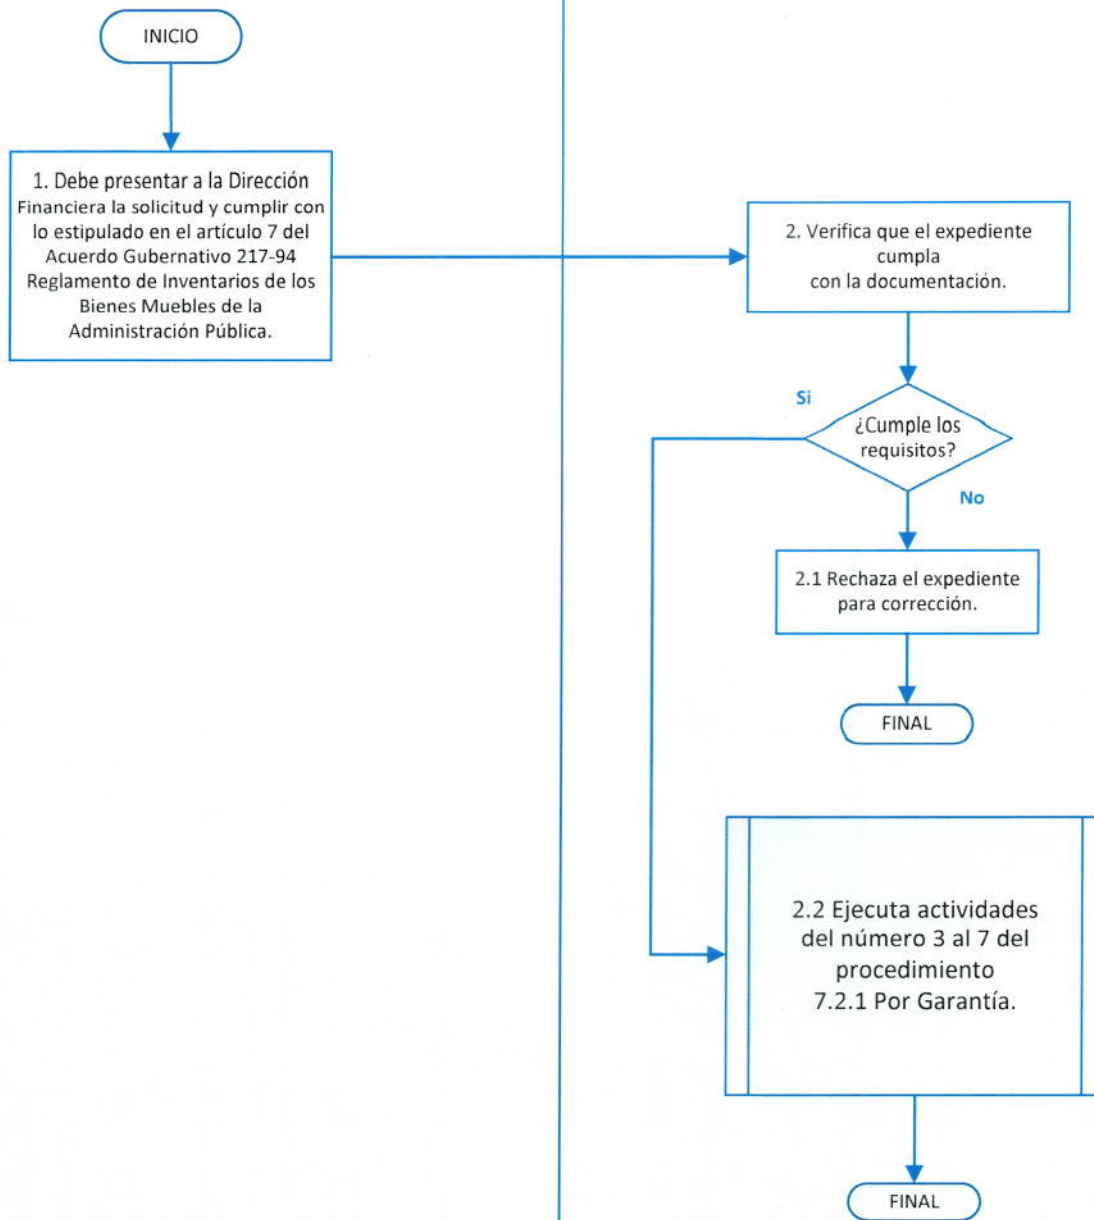 INICIO
1. Debe presentar a la Dirección
Financiera la solicitud y cumplir con
lo estipulado en el artículo 7 del
Acuerdo Gubernativo 217-94
Reglamento de Inventarios de los
Bienes Muebles de la
Administración Pública.
2. Verifica que el expediente
cumpla
con la documentación.
Si
¿Cumple los
requisitos?
No
2.1 Rechaza el expediente
para corrección.
FINAL
2.2 Ejecuta actividades
del número 3 al 7 del
procedimiento
7.2.1 Por Garantía.
FINAL